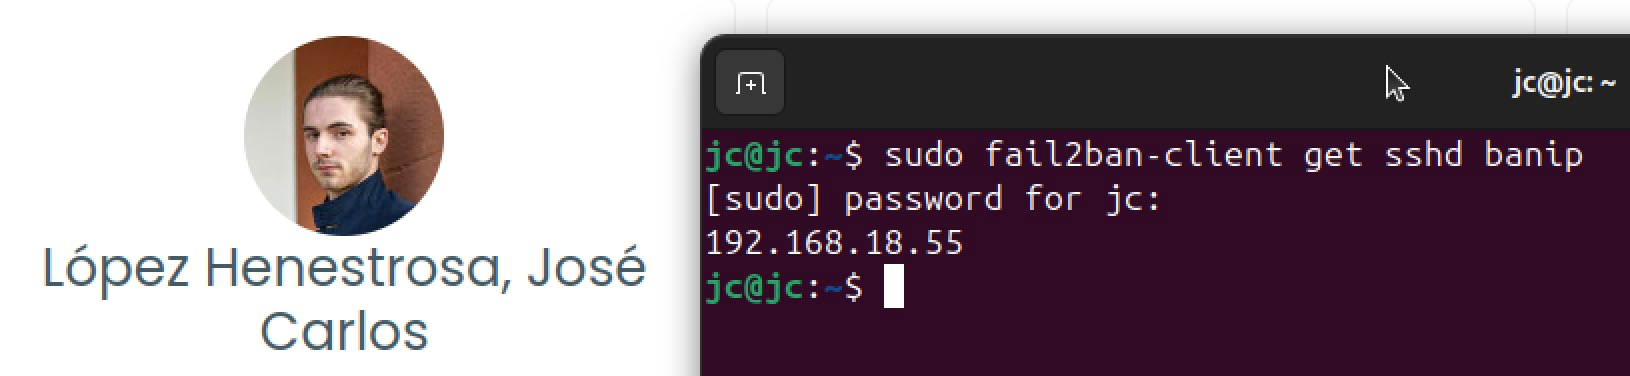 López Henestrosa, José
Carlos
jc@jc: ~
jc@jc:~$ sudo fail2ban-client get sshd banip
[sudo] password for jc:
192.168.18.55
jc@jc:~$